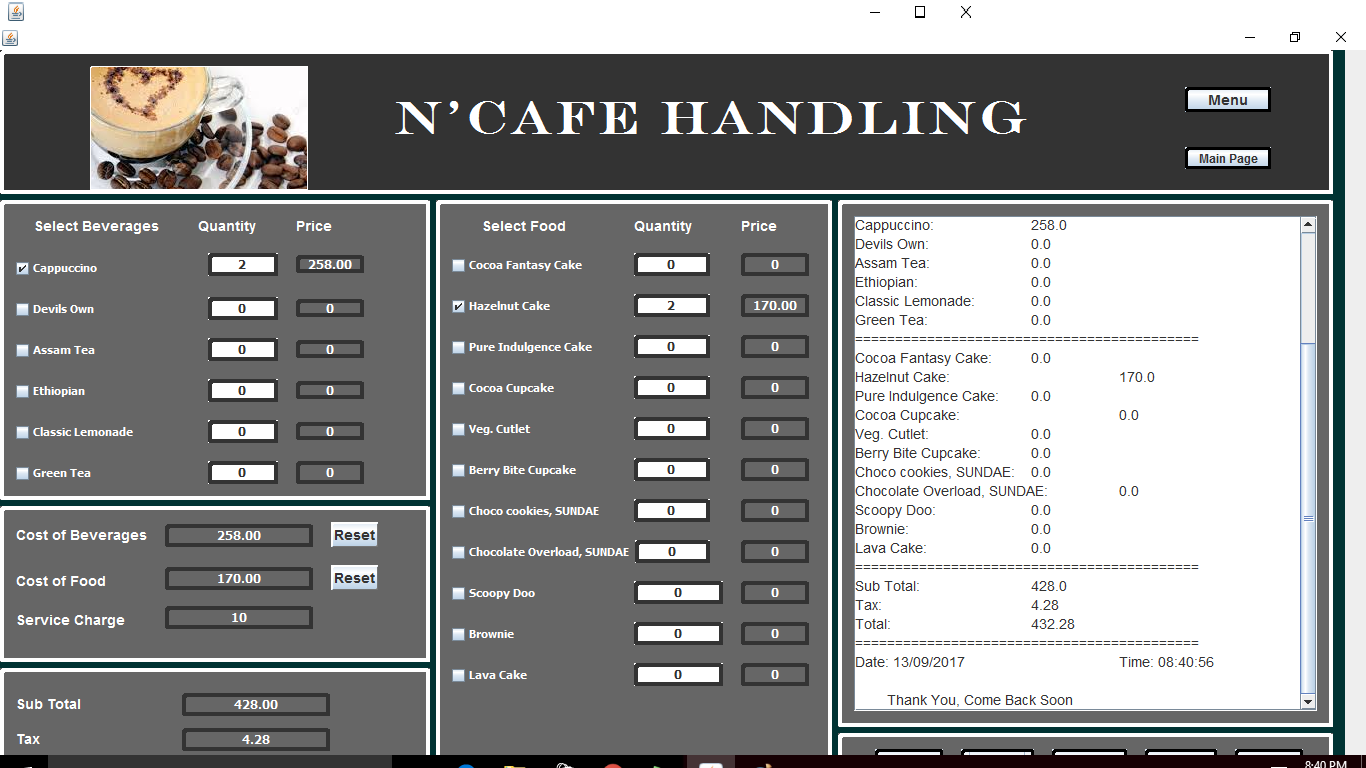 N'CAFE HANDLING
Menu
Main Page
Select Beverages Quantity Price
Cappuccino 2 258.00
Devils Own 0 0
Assam Tea 0 0
Ethiopian 0 0
Classic Lemonade 0 0
Green Tea 0 0
Cost of Beverages 258.00 Reset
Cost of Food 170.00 Reset
Service Charge 10
Sub Total 428.00
Tax 4.28
Select Food Quantity Price
Cocoa Fantasy Cake 0 0
Hazelnut Cake 2 170.00
Pure Indulgence Cake 0 0
Cocoa Cupcake 0 0
Veg. Cutlet 0 0
Berry Bite Cupcake 0 0
Choco cookies, SUNDAE 0 0
Chocolate Overload, SUNDAE 0 0
Scoopy Doo 0 0
Brownie 0 0
Lava Cake 0 0
Cappuccino: 258.0
Devils Own: 0.0
Assam Tea: 0.0
Ethiopian: 0.0
Classic Lemonade: 0.0
Green Tea: 0.0
===========================================
Cocoa Fantasy Cake: 0.0
Hazelnut Cake: 170.0
Pure Indulgence Cake: 0.0
Cocoa Cupcake: 0.0
Veg. Cutlet: 0.0
Berry Bite Cupcake: 0.0
Choco cookies, SUNDAE: 0.0
Chocolate Overload, SUNDAE: 0.0
Scoopy Doo: 0.0
Brownie: 0.0
Lava Cake: 0.0
===========================================
Sub Total: 428.0
Tax: 4.28
Total: 432.28
===========================================
Date: 13/09/2017 Time: 08:40:56
Thank You, Come Back Soon
8:40 PM